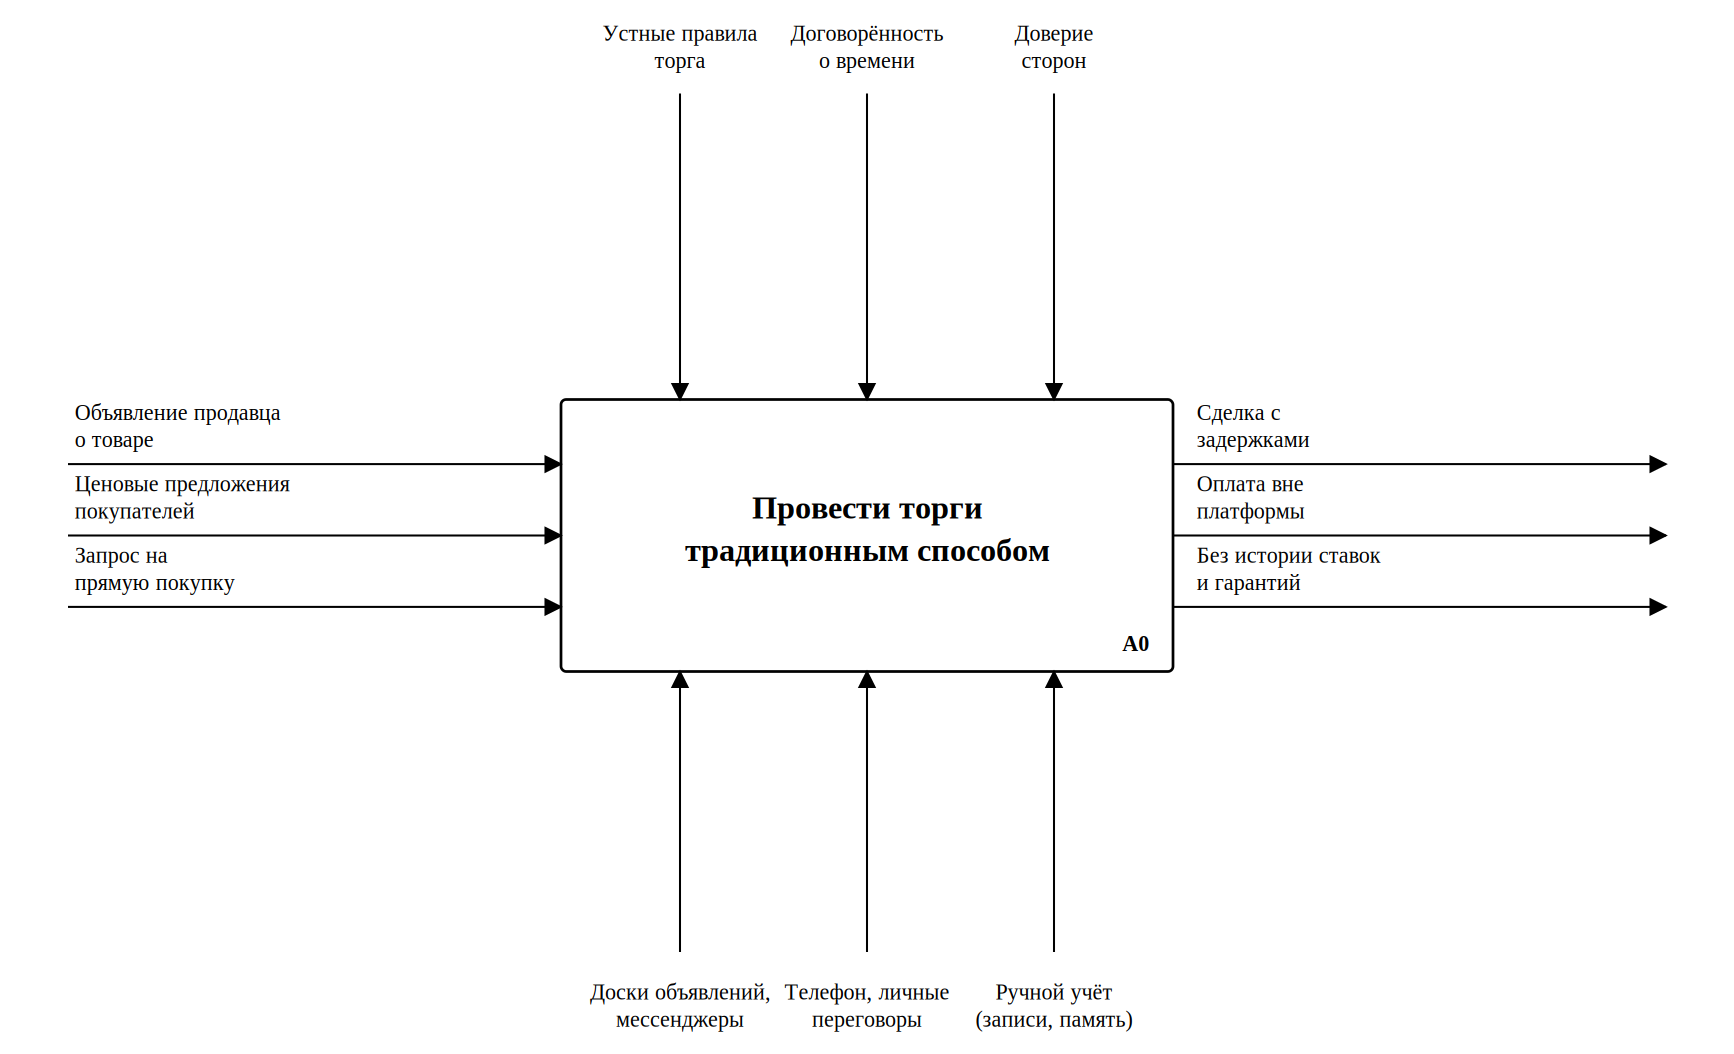 Устные правила
торга
Договорённость
о времени
Доверие
сторон
Объявление продавца
о товаре
Ценовые предложения
покупателей
Запрос на
прямую покупку
Провести торги
традиционным способом
A0
Сделка с
задержками
Оплата вне
платформы
Без истории ставок
и гарантий
Доски объявлений,
мессенджеры
Телефон, личные
переговоры
Ручной учёт
(записи, память)